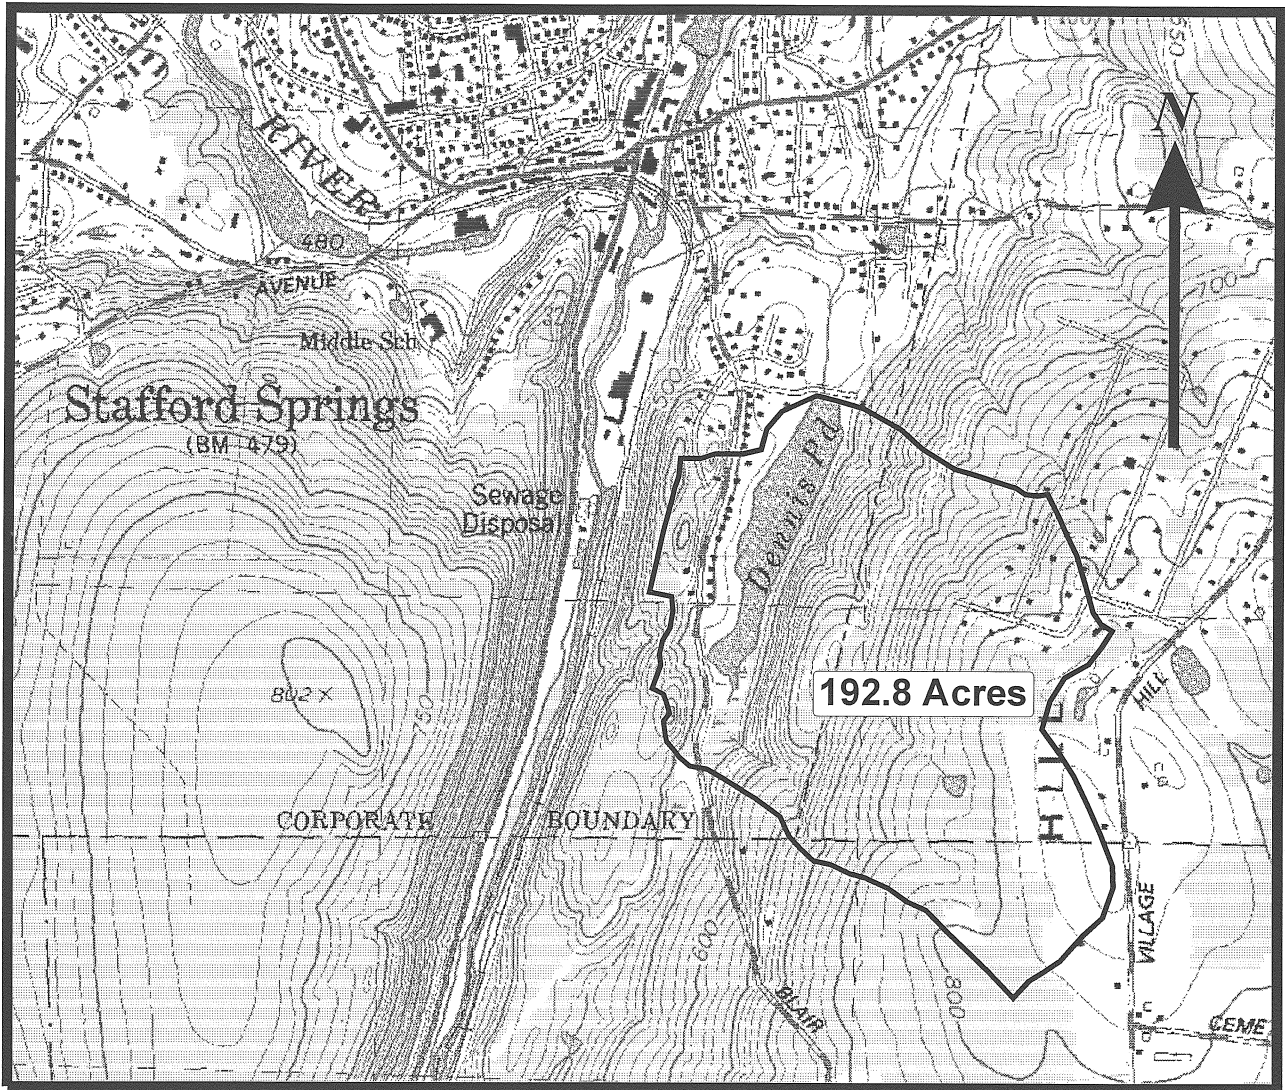 RIVER
N
480
AVENUE
Middle Sch
700
Stafford Springs
(BM 479)
Sewage
Disposal
Dennis Pd
192.8 Acres
802 X
750
HILL
HILL
CORPORATE BOUNDARY
VILLAGE
600
800
BLAIR
CEME